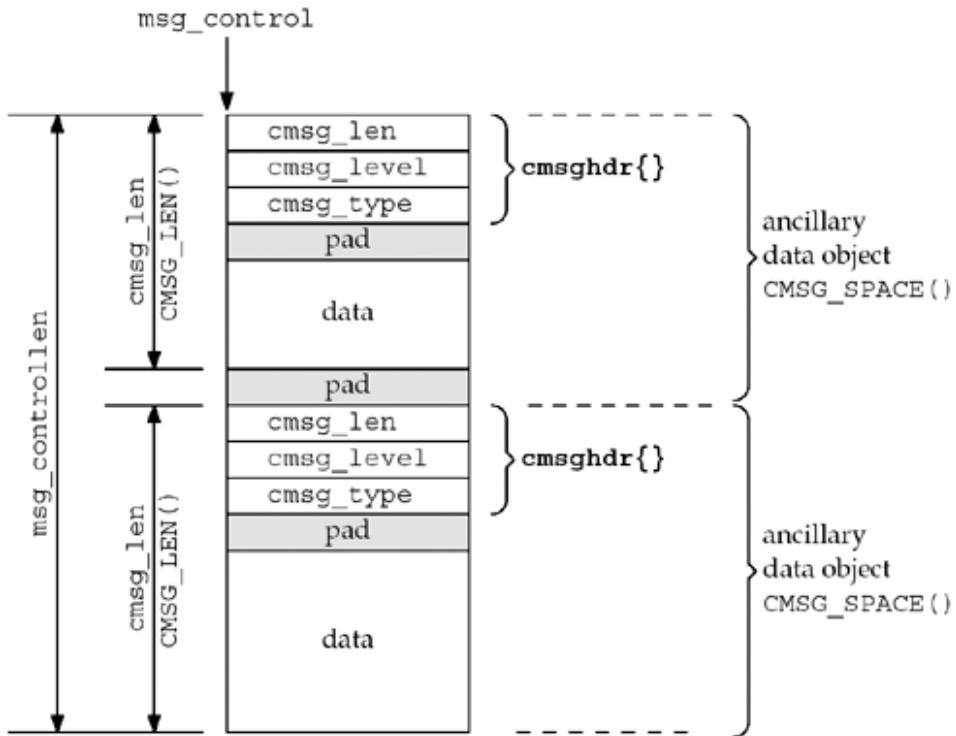 msg_control
cmsg_len
cmsg_level
cmsg_type
pad
data
pad
cmsg_len
cmsg_level
cmsg_type
pad
data
msg_controllen
cmsg_len
CMSG_LEN()
cmsg_len
CMSG_LEN()
cmsghdr{}
cmsghdr{}
ancillary
data object
CMSG_SPACE()
ancillary
data object
CMSG_SPACE()